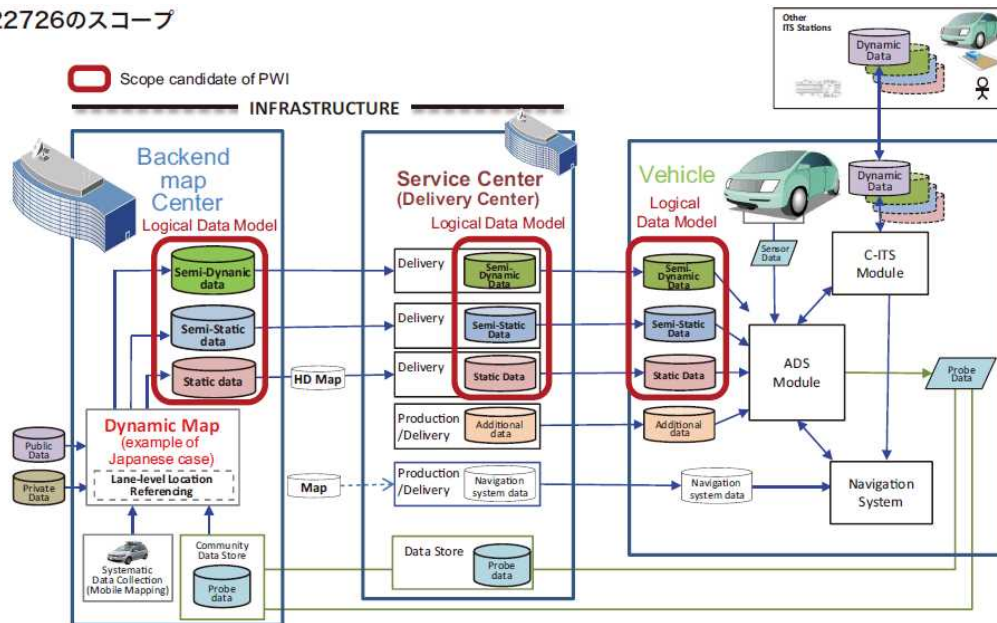 22726のスコープ
Scope candidate of PWI
INFRASTRUCTURE
Other
ITS Stations
Dynamic
Data
Backend
map
Center
Logical Data Model
Semi-Dynanic
data
Semi-Static
data
Static data
HD Map
Dynamic Map
(example of
Japanese case)
Lane-level Location
Referencing
Public
Data
Private
Data
Map
Systematic
Data Collection
(Mobile Mapping)
Community
Data Store
Probe
data
Service Center
(Delivery Center)
Logical Data Model
Delivery
Semi-
Dynamic
Data
Delivery
Semi-Static
Data
Delivery
Static Data
Production
/Delivery
Additional
data
Production
/Delivery
Navigation
system data
Data Store
Probe
data
Vehicle
Logical
Data Model
Semi-
Dynamic
Data
Semi-Static
Data
Static Data
Additional
data
Navigation
system data
Sensor
Data
Dynamic
Data
C-ITS
Module
ADS
Module
Navigation
System
Probe
Data